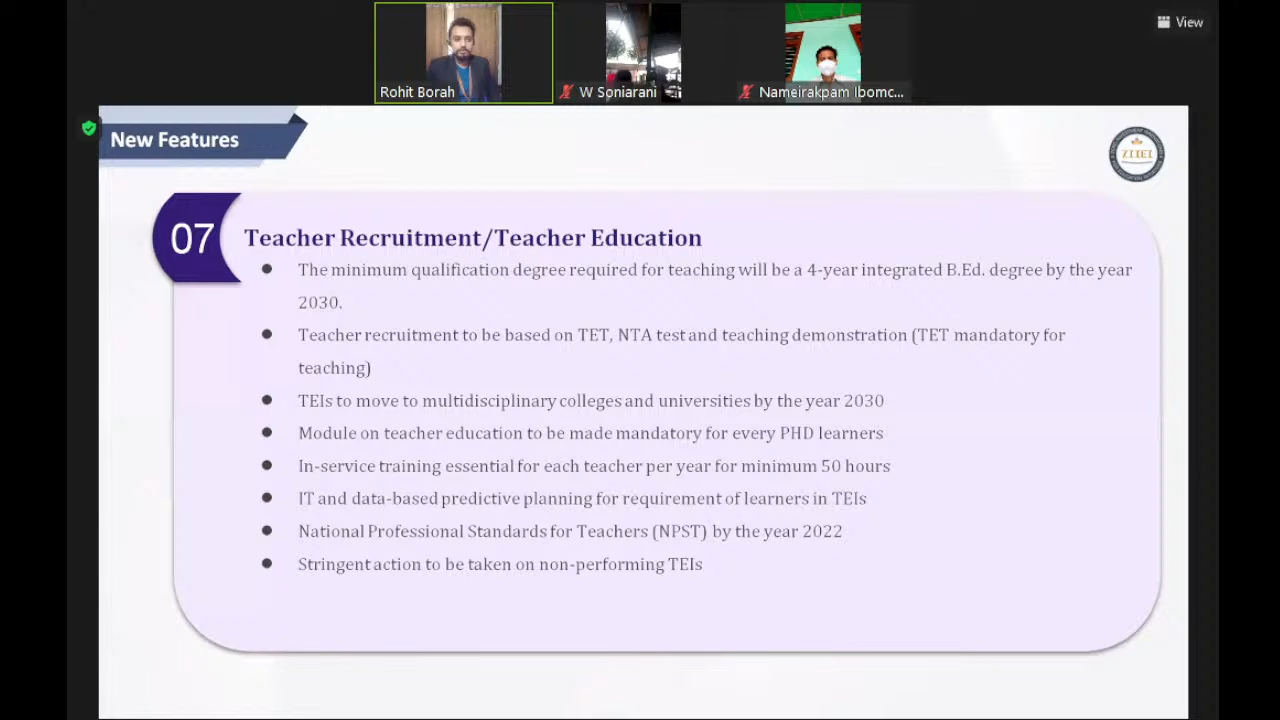 View
Rohit Borah
W Soniarani
Nameirakpam Ibomc...
New Features
ZIIEI
07
Teacher Recruitment/Teacher Education
The minimum qualification degree required for teaching will be a 4-year integrated B.Ed. degree by the year
2030.
Teacher recruitment to be based on TET, NTA test and teaching demonstration (TET mandatory for
teaching)
TEIs to move to multidisciplinary colleges and universities by the year 2030
Module on teacher education to be made mandatory for every PHD learners
In-service training essential for each teacher per year for minimum 50 hours
IT and data-based predictive planning for requirement of learners in TEIs
National Professional Standards for Teachers (NPST) by the year 2022
Stringent action to be taken on non-performing TEIs